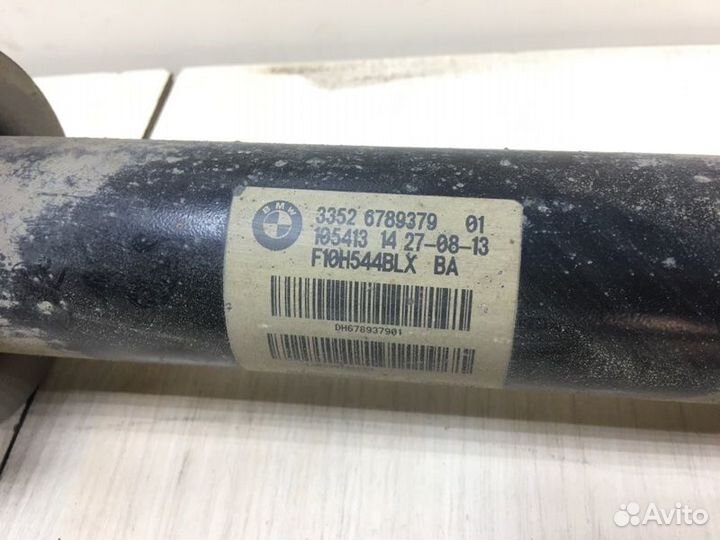 BMW
3352 6789379 01
105413 14 27-08-13
F10H544BLX BA
DH678937901
Avito